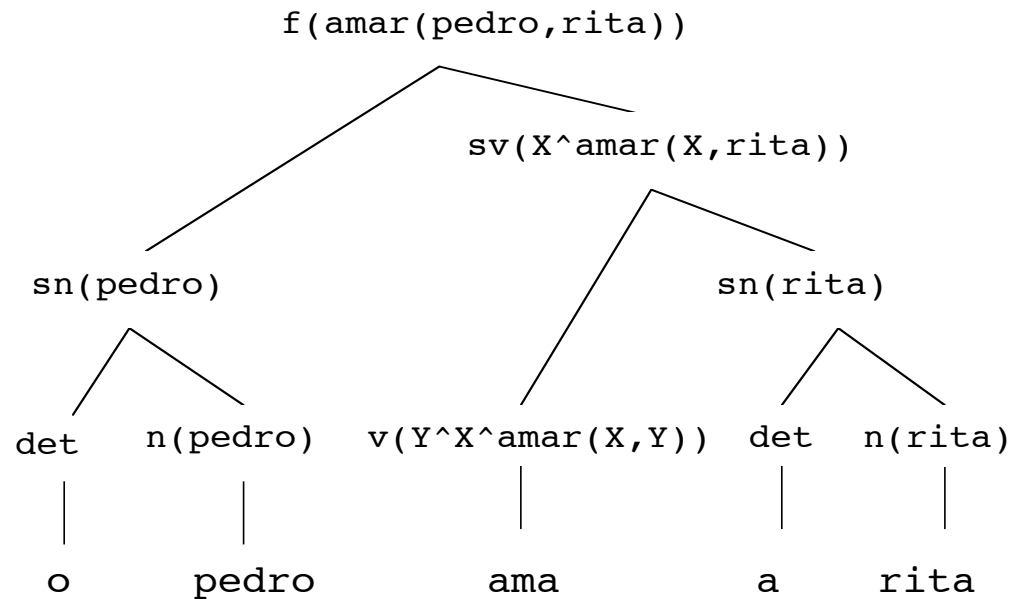 f(amar(pedro,rita))
sv(X^amar(X,rita))
sn(pedro) sn(rita)
det n(pedro) v(Y^X^amar(X,Y)) det n(rita)
o pedro ama a rita